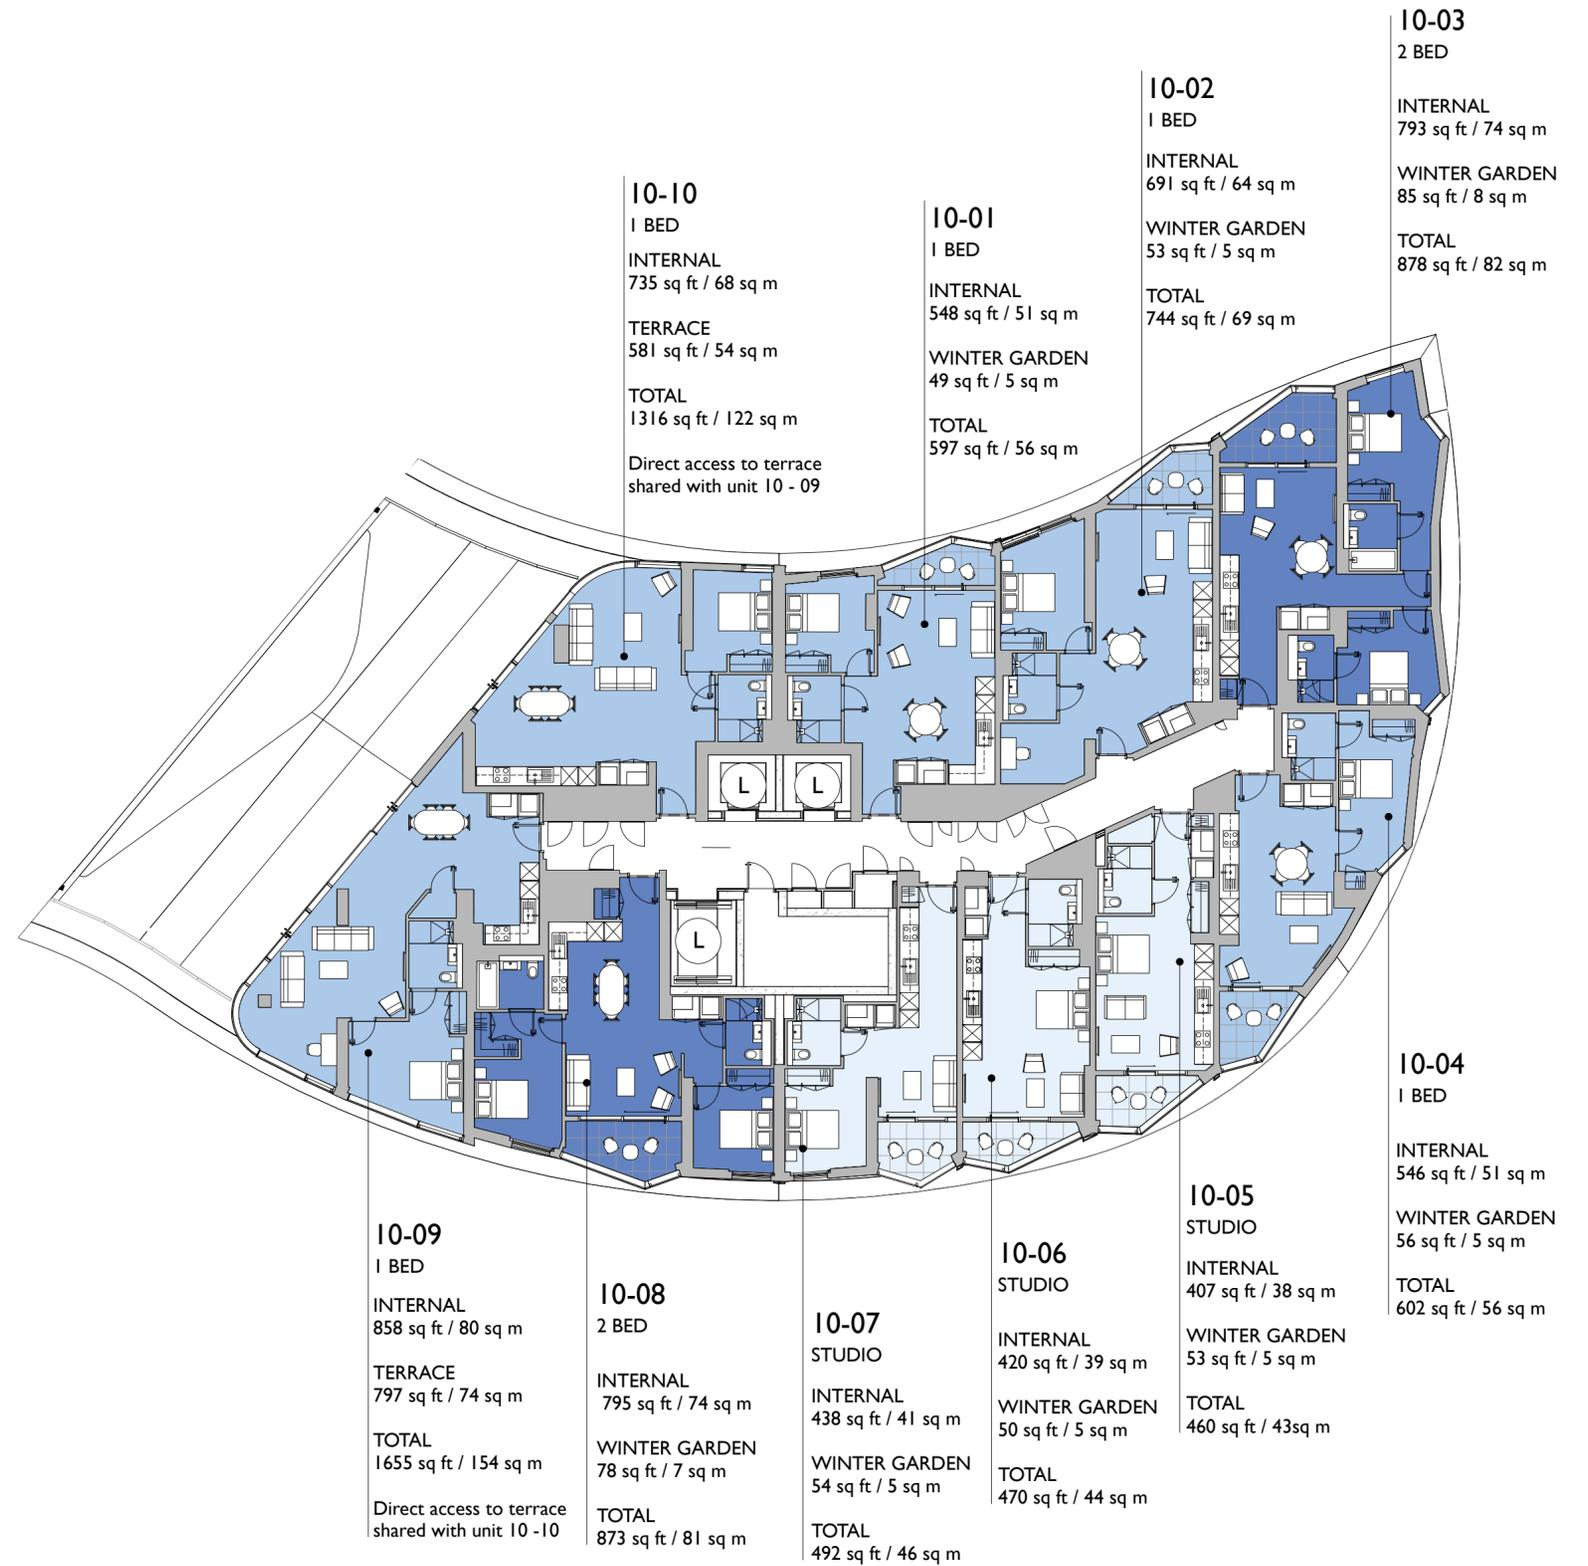 10-03
2 BED
INTERNAL
793 sq ft / 74 sq m
WINTER GARDEN
85 sq ft / 8 sq m
TOTAL
878 sq ft / 82 sq m
10-02
1 BED
INTERNAL
691 sq ft / 64 sq m
WINTER GARDEN
53 sq ft / 5 sq m
TOTAL
744 sq ft / 69 sq m
10-10
1 BED
INTERNAL
735 sq ft / 68 sq m
TERRACE
581 sq ft / 54 sq m
TOTAL
1316 sq ft / 122 sq m
Direct access to terrace
shared with unit 10 - 09
10-01
1 BED
INTERNAL
548 sq ft / 51 sq m
WINTER GARDEN
49 sq ft / 5 sq m
TOTAL
597 sq ft / 56 sq m
L
L
L
10-04
1 BED
INTERNAL
546 sq ft / 51 sq m
WINTER GARDEN
56 sq ft / 5 sq m
TOTAL
602 sq ft / 56 sq m
10-05
STUDIO
INTERNAL
407 sq ft / 38 sq m
WINTER GARDEN
53 sq ft / 5 sq m
TOTAL
460 sq ft / 43sq m
10-09
1 BED
INTERNAL
858 sq ft / 80 sq m
TERRACE
797 sq ft / 74 sq m
TOTAL
1655 sq ft / 154 sq m
Direct access to terrace
shared with unit 10 -10
10-08
2 BED
INTERNAL
795 sq ft / 74 sq m
WINTER GARDEN
78 sq ft / 7 sq m
TOTAL
873 sq ft / 81 sq m
10-07
STUDIO
INTERNAL
438 sq ft / 41 sq m
WINTER GARDEN
54 sq ft / 5 sq m
TOTAL
492 sq ft / 46 sq m
10-06
STUDIO
INTERNAL
420 sq ft / 39 sq m
WINTER GARDEN
50 sq ft / 5 sq m
TOTAL
470 sq ft / 44 sq m